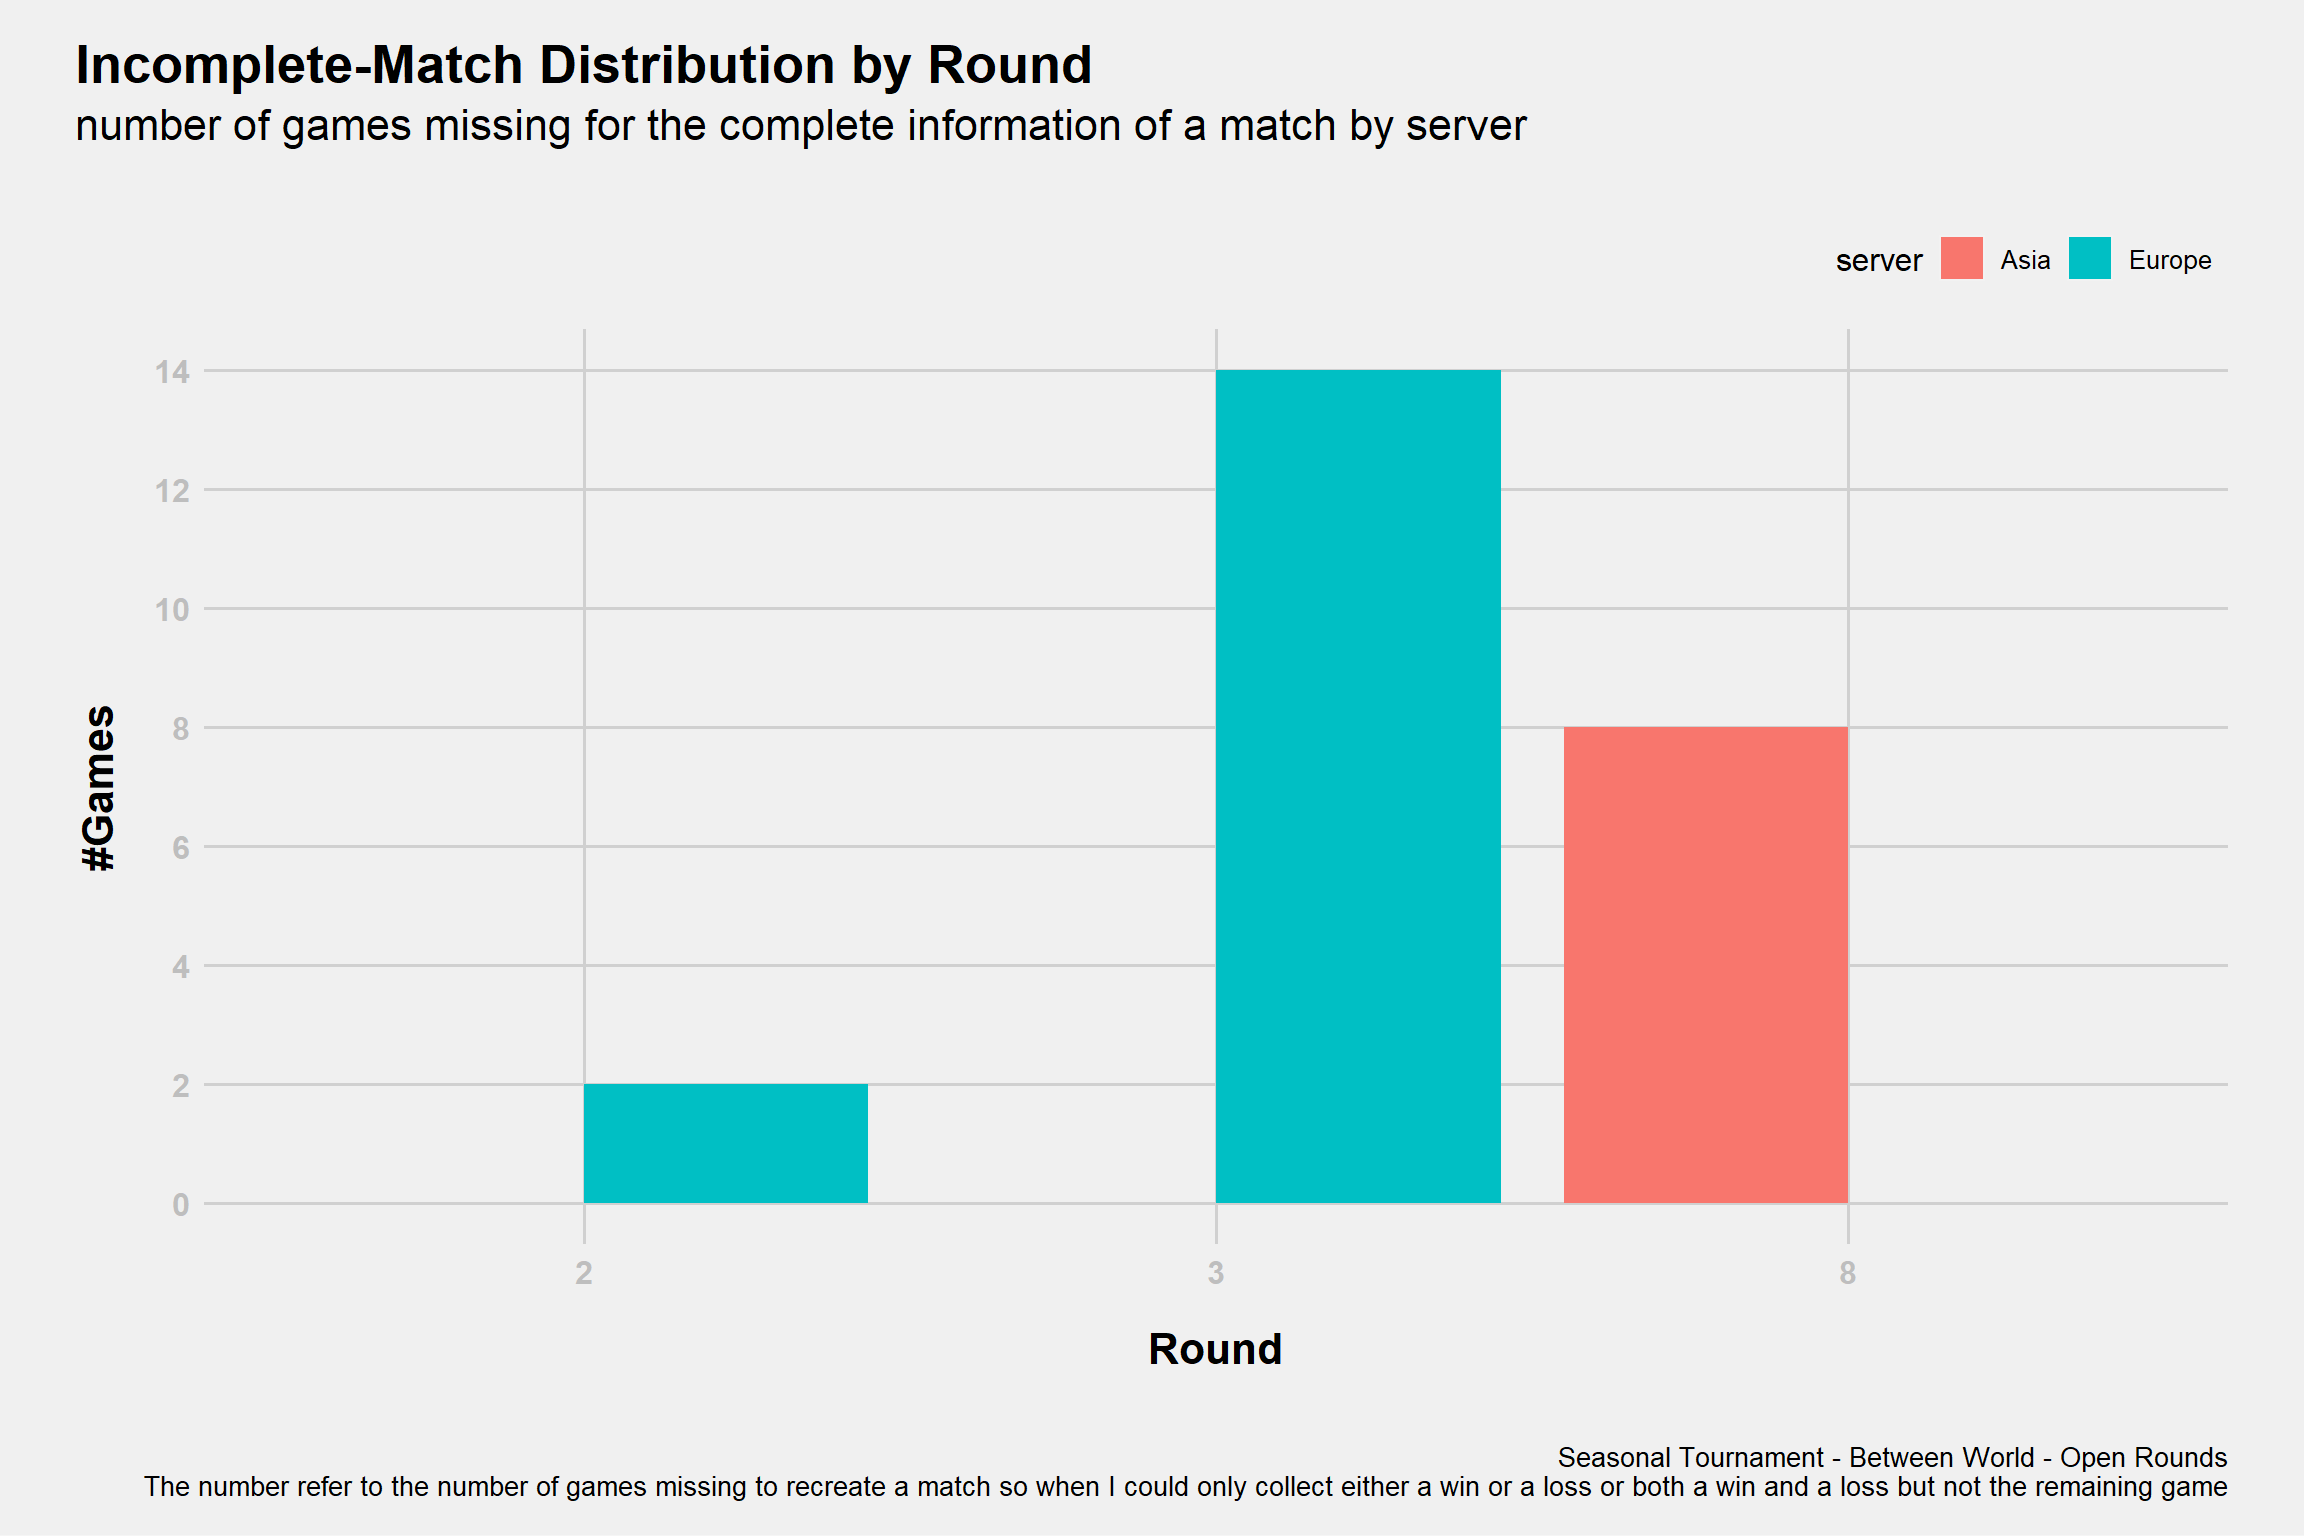 Incomplete-Match Distribution by Round
number of games missing for the complete information of a match by server
server Asia Europe
14
12
10
8
6
4
2
0
#Games
2 3 8
Round
Seasonal Tournament - Between World - Open Rounds
The number refer to the number of games missing to recreate a match so when I could only collect either a win or a loss or both a win and a loss but not the remaining game